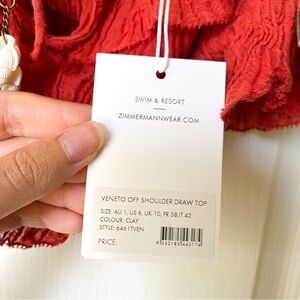 SWIM & RESORT
ZIMMERMANNWEAR.COM
VENETO OFF SHOULDER DRAW TOP
SIZE: AU 1, US 6, UK 10, FR 38, IT 42
COLOUR: CLAY
STYLE: 6461TVEN
PRICE: